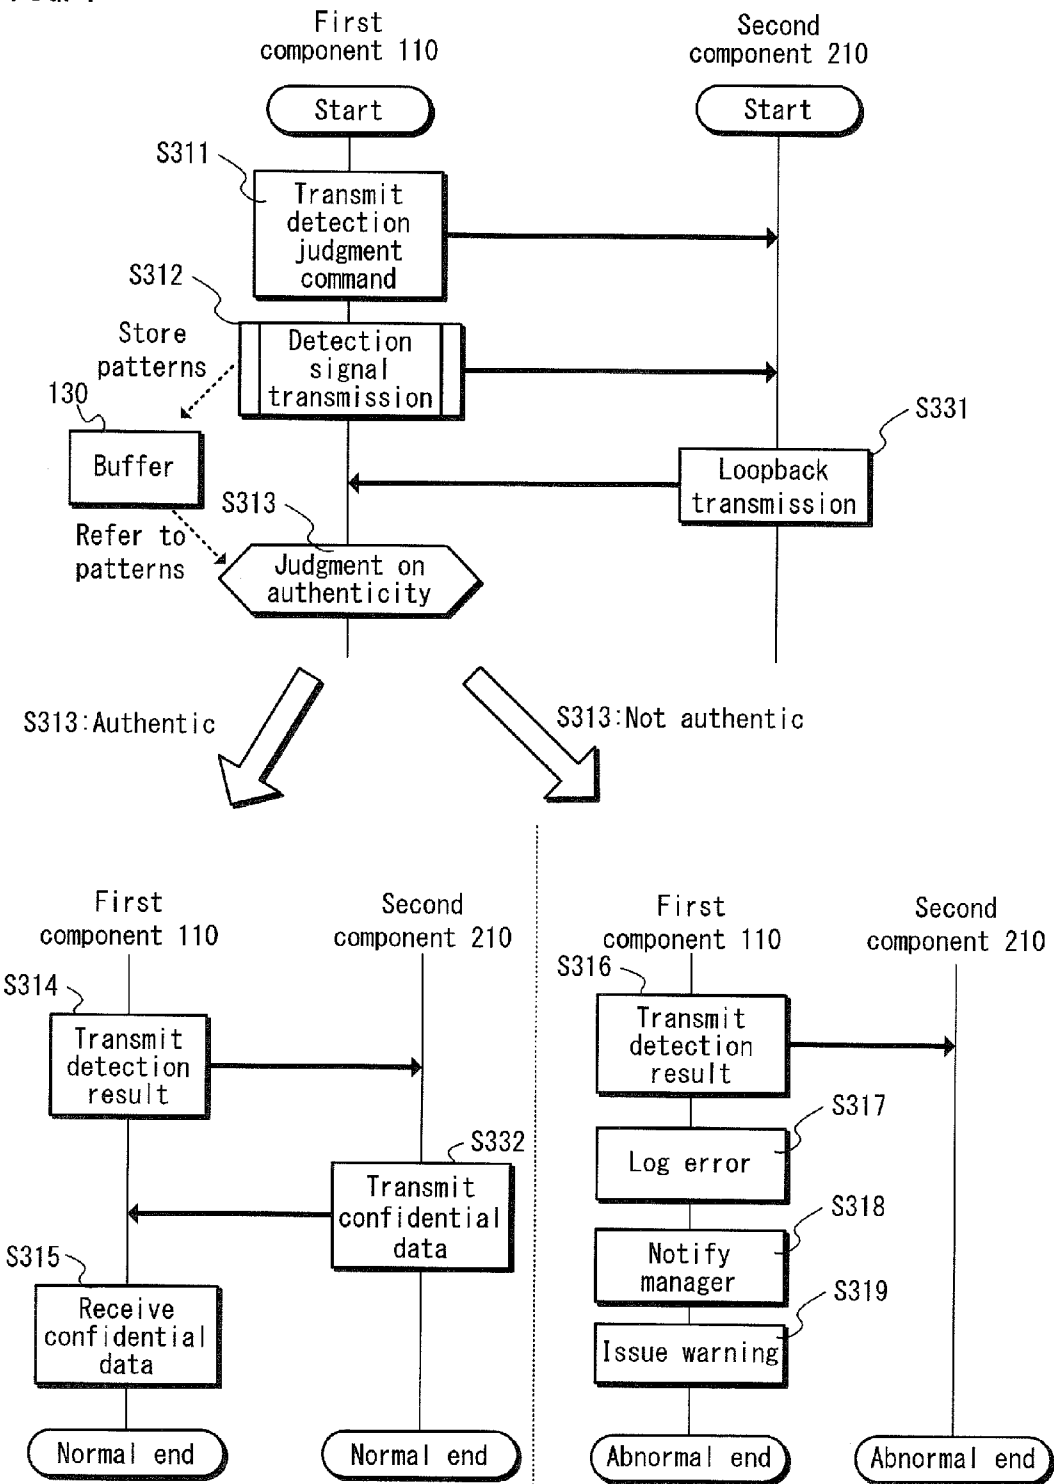 First
component 110
Second
component 210
Start
Start
S311
Transmit
detection
judgment
command
S312
Store
patterns
Detection
signal
transmission
130
Buffer
S331
Loopback
transmission
S313
Refer to
patterns
Judgment on
authenticity
S313:Authentic
S313:Not authentic
First
component 110
Second
component 210
S314
Transmit
detection
result
S332
Transmit
confidential
data
S315
Receive
confidential
data
Normal end
Normal end
First
component 110
Second
component 210
S316
Transmit
detection
result
S317
Log error
S318
Notify
manager
S319
Issue warning
Abnormal end
Abnormal end